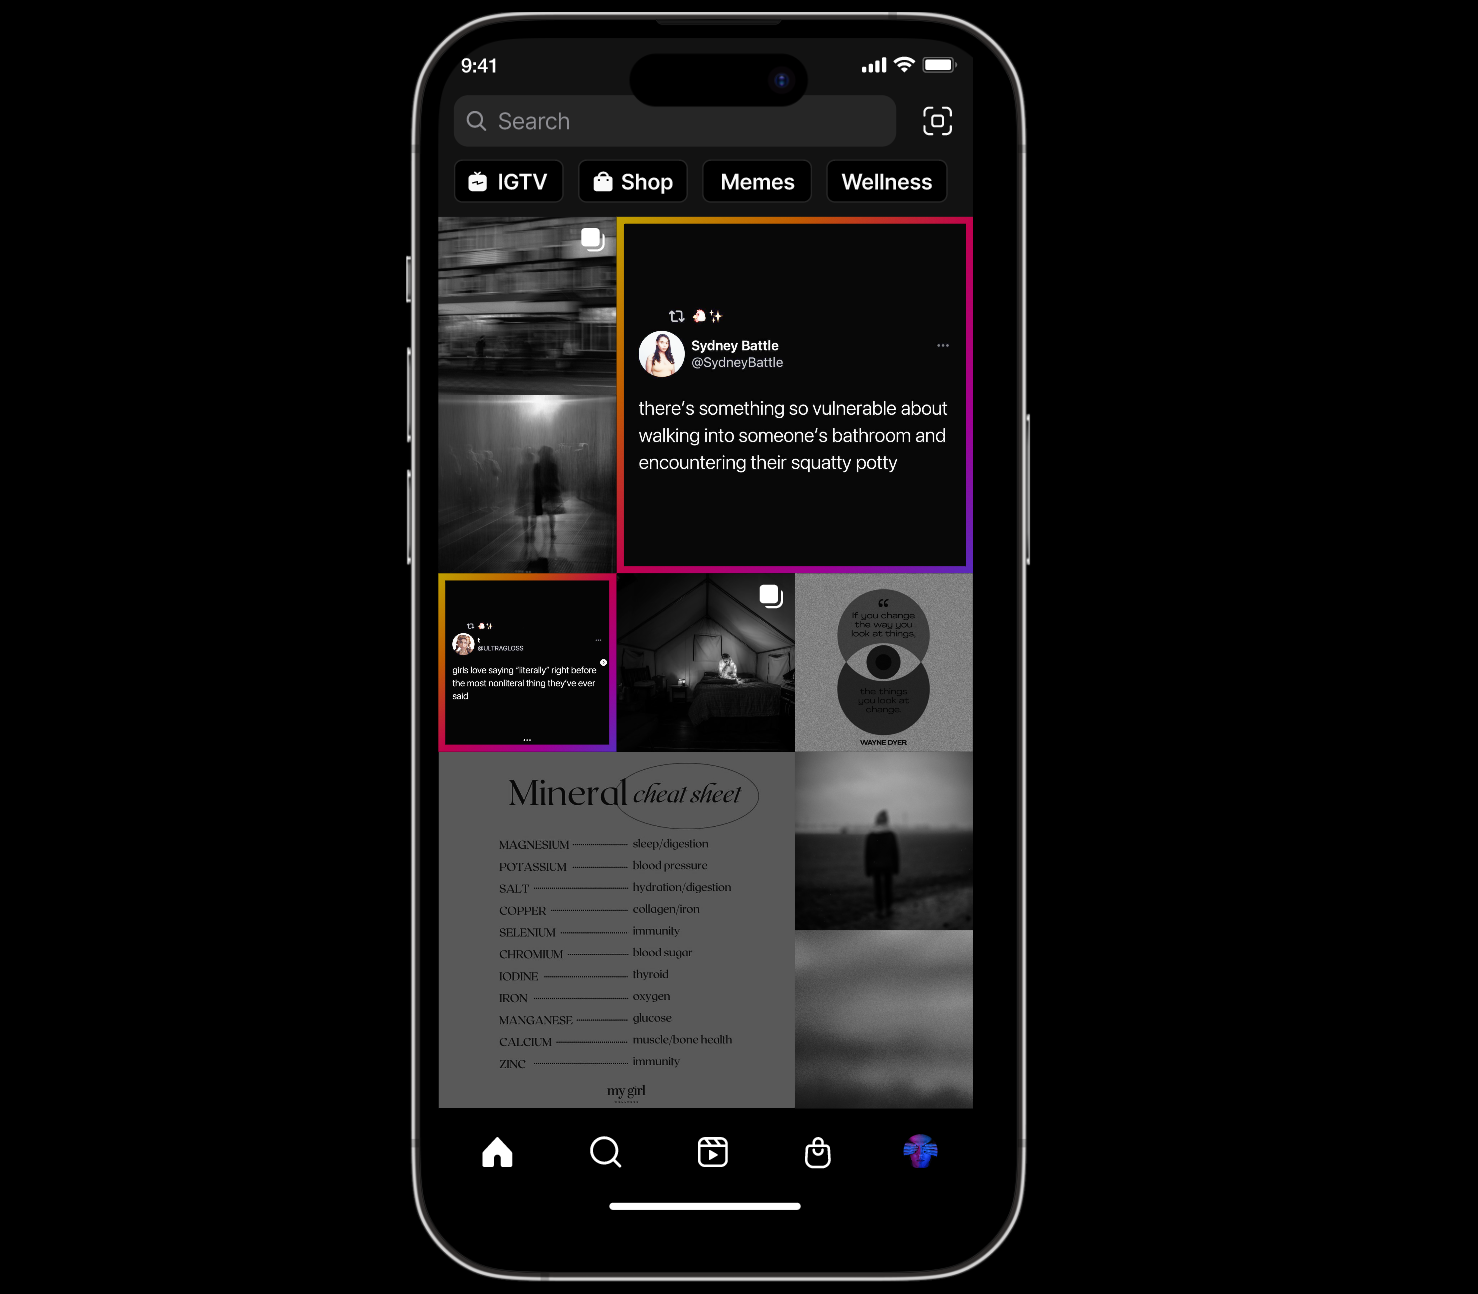 9:41
Search
IGTV
Shop
Memes
Wellness
Sydney Battle
@SydneyBattle
there's something so vulnerable about
walking into someone's bathroom and
encountering their squatty potty
t
@ULTRAGLOSS
girls love saying "literally" right before
the most nonliteral thing they've ever
said
“
If you change
the way you
look at things,
the things
you look at
change.
WAYNE DYER
Mineral cheat sheet
MAGNESIUM sleep/digestion
POTASSIUM blood pressure
SALT hydration/digestion
COPPER collagen/iron
SELENIUM immunity
CHROMIUM blood sugar
IODINE thyroid
IRON oxygen
MANGANESE glucose
CALCIUM muscle/bone health
ZINC immunity
my girl